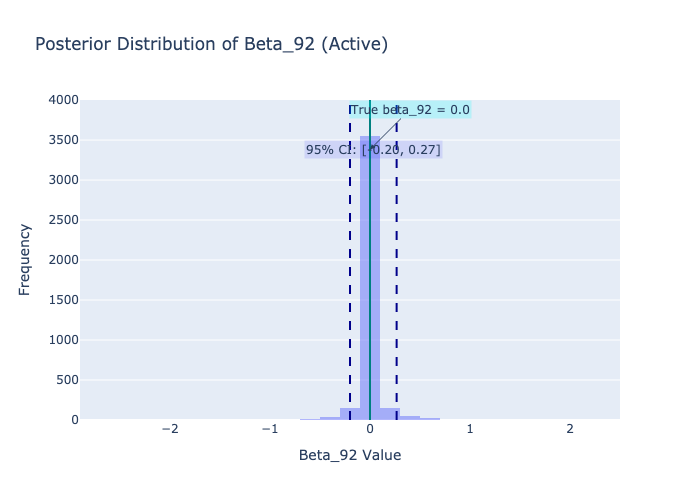 Posterior Distribution of Beta_92 (Active)
4000
3500
3000
2500
2000
1500
1000
500
0
Frequency
True beta_92 = 0.0
95% CI: [-0.20, 0.27]
−2
−1
0
1
2
Beta_92 Value